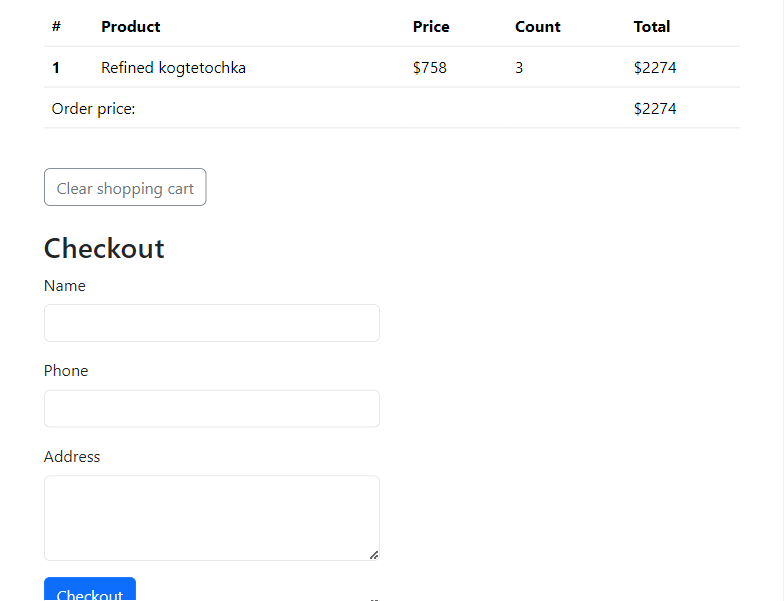 # Product Price Count Total
1 Refined kogtetochka $758 3 $2274
Order price: $2274
Clear shopping cart
Checkout
Name
Phone
Address
Checkout